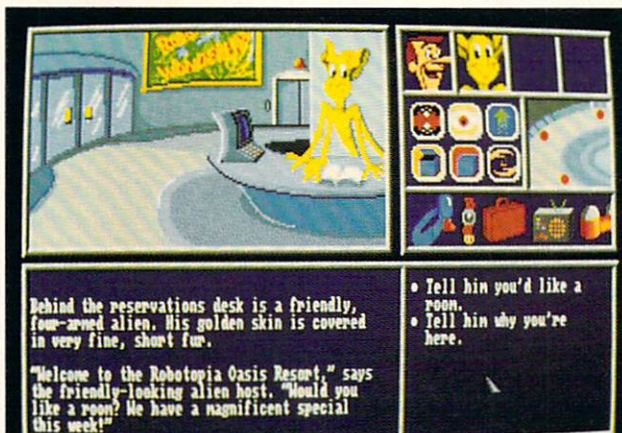 Behind the reservations desk is a friendly,
four-armed alien. His golden skin is covered
in very fine, short fur.
"Welcome to the Robotopia Oasis Resort," says
the friendly-looking alien host. "Would you
like a room? We have a magnificent special
this week!"
• Tell him you'd like a
room.
• Tell him why you're
here.